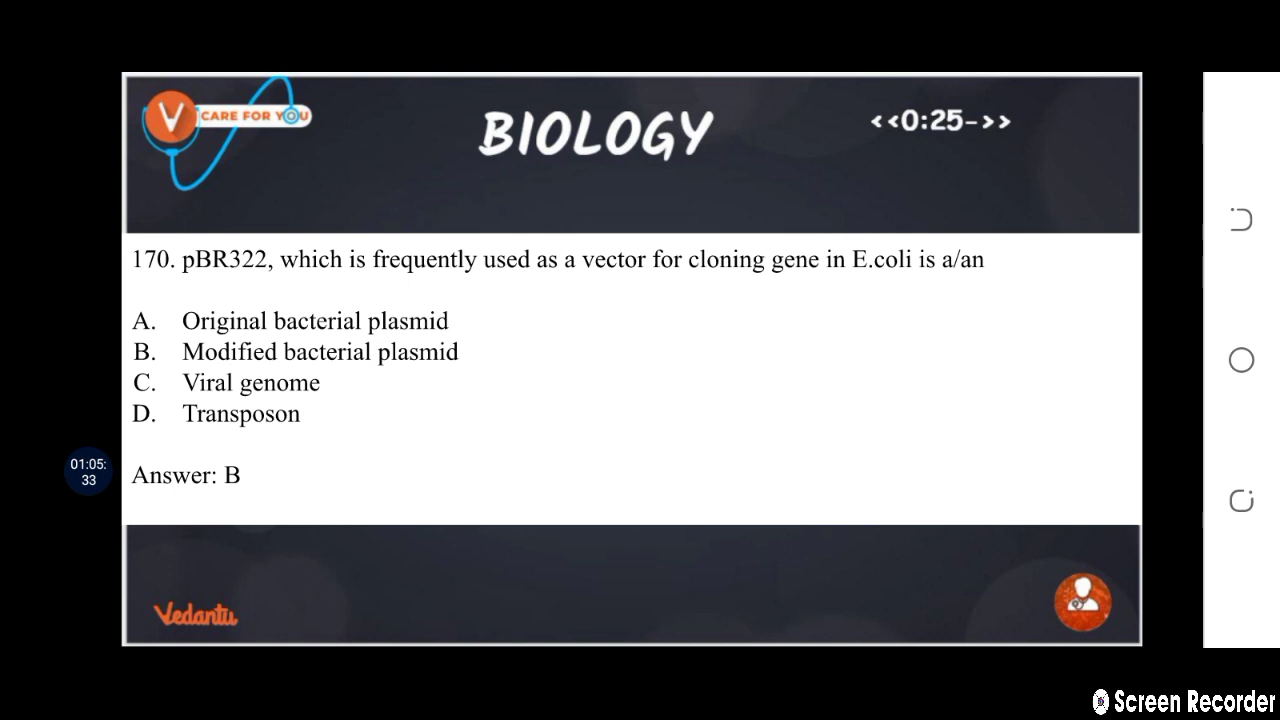 CARE FOR YOU
BIOLOGY
<<0:25->>
170. pBR322, which is frequently used as a vector for cloning gene in E.coli is a/an
A. Original bacterial plasmid
B. Modified bacterial plasmid
C. Viral genome
D. Transposon
01:05:
33
Answer: B
Vedantu
Screen Recorder